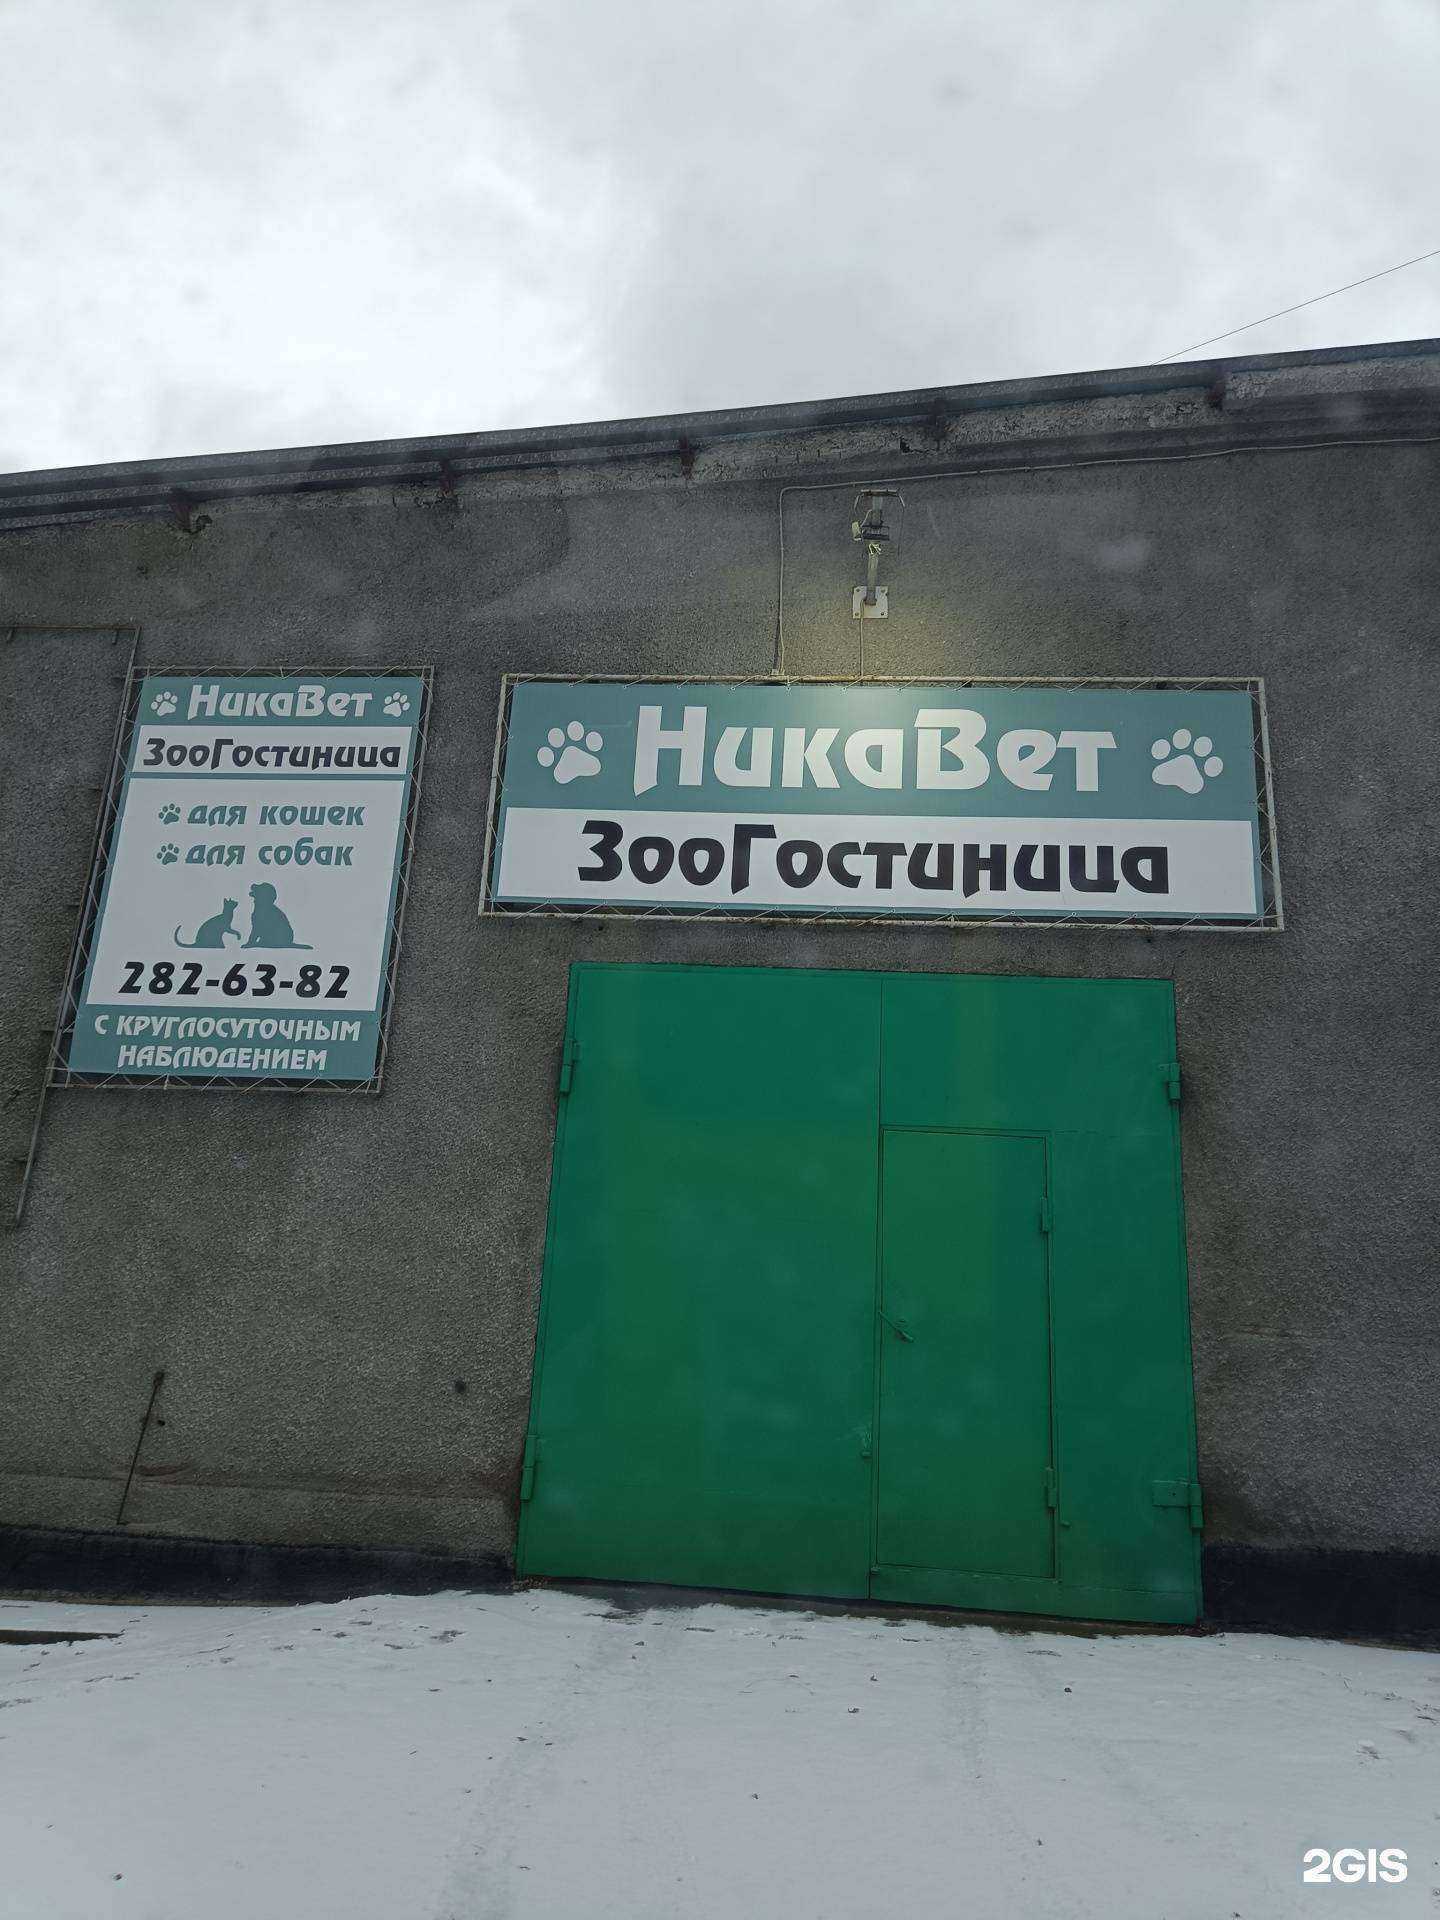 НикаВет
ЗооГостиница
для кошек
для собак
282-63-82
С КРУГЛОСУТОЧНЫМ
НАБЛЮДЕНИЕМ
НикаВет
ЗооГостиница
2GIS